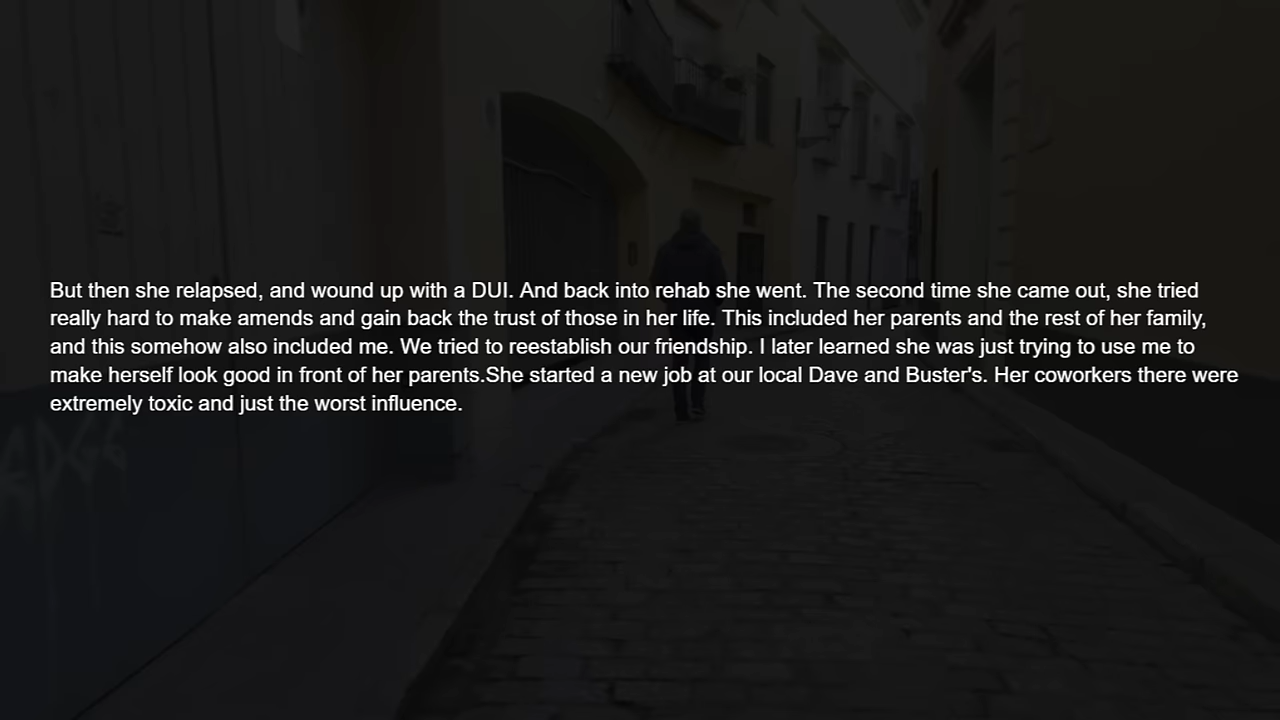 But then she relapsed, and wound up with a DUI. And back into rehab she went. The second time she came out, she tried
really hard to make amends and gain back the trust of those in her life. This included her parents and the rest of her family,
and this somehow also included me. We tried to reestablish our friendship. I later learned she was just trying to use me to
make herself look good in front of her parents.She started a new job at our local Dave and Buster's. Her coworkers there were
extremely toxic and just the worst influence.